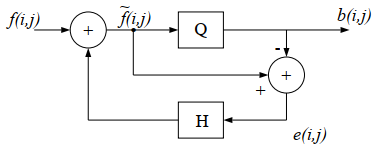 f(i,j) + f̃(i,j) Q b(i,j)
- +
+
H
e(i,j)